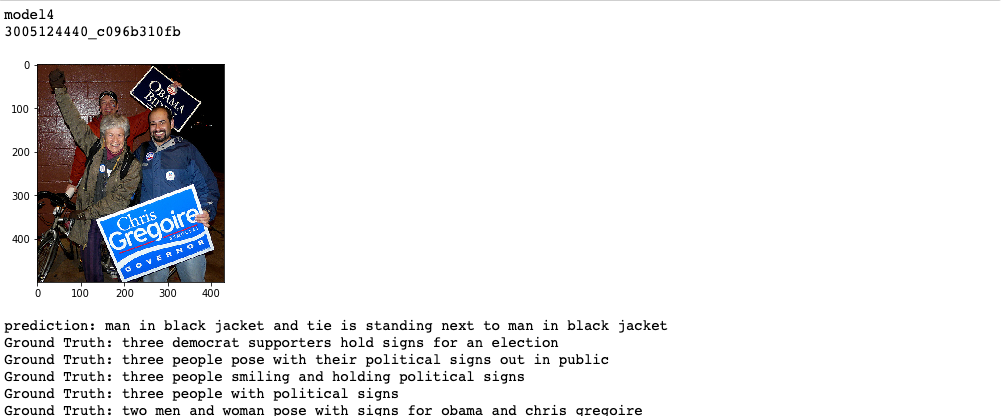 model4
3005124440_c096b310fb
0
100
200
300
400
OBAMA
Chris
Gregoire
GOVERNOR
0 100 200 300 400
prediction: man in black jacket and tie is standing next to man in black jacket
Ground Truth: three democrat supporters hold signs for an election
Ground Truth: three people pose with their political signs out in public
Ground Truth: three people smiling and holding political signs
Ground Truth: three people with political signs
Ground Truth: two men and woman pose with signs for obama and chris gregoire